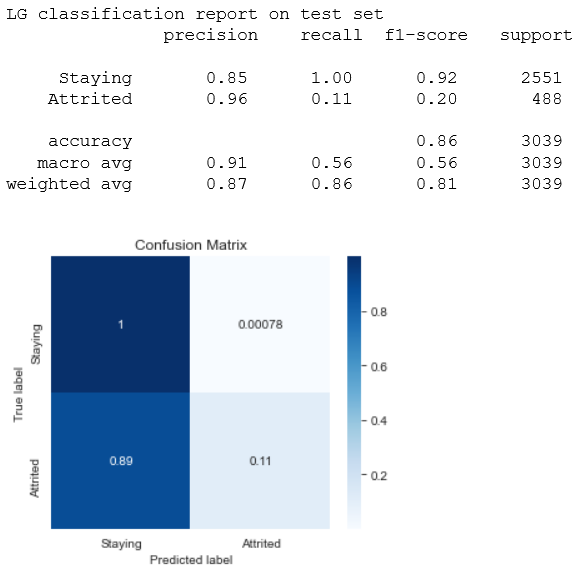 LG classification report on test set
precision recall f1-score support
Staying 0.85 1.00 0.92 2551
Attrited 0.96 0.11 0.20 488
accuracy 0.86 3039
macro avg 0.91 0.56 0.56 3039
weighted avg 0.87 0.86 0.81 3039
Confusion Matrix
True label
Staying
1 0.00078
Attrited
0.89 0.11
Staying Attrited
Predicted label
0.8
0.6
0.4
0.2